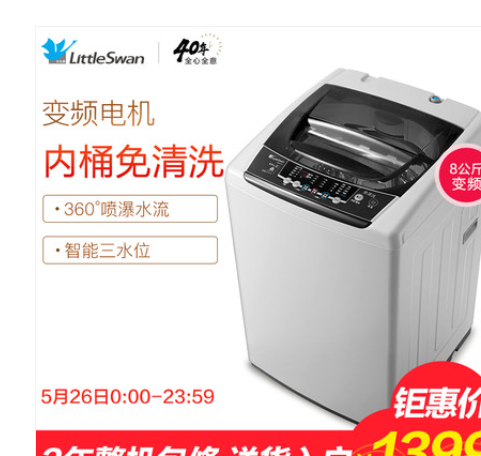 LittleSwan
40年
全心全意
变频电机
内桶免清洗
·360°喷瀑水流
·智能三水位
8公斤
变频
5月26日0:00-23:59
钜惠价
1399